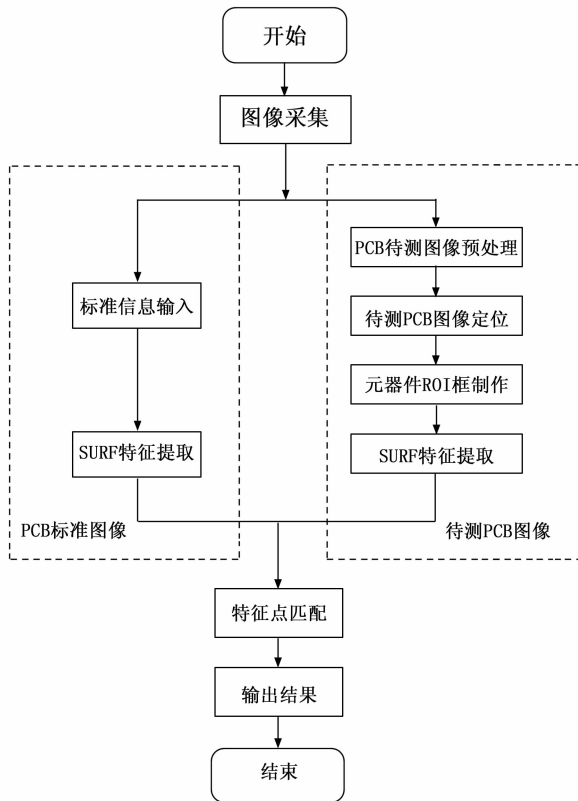 开始
图像采集
PCB待测图像预处理
标准信息输入
待测PCB图像定位
元器件ROI框制作
SURF特征提取
SURF特征提取
PCB标准图像
待测PCB图像
特征点匹配
输出结果
结束